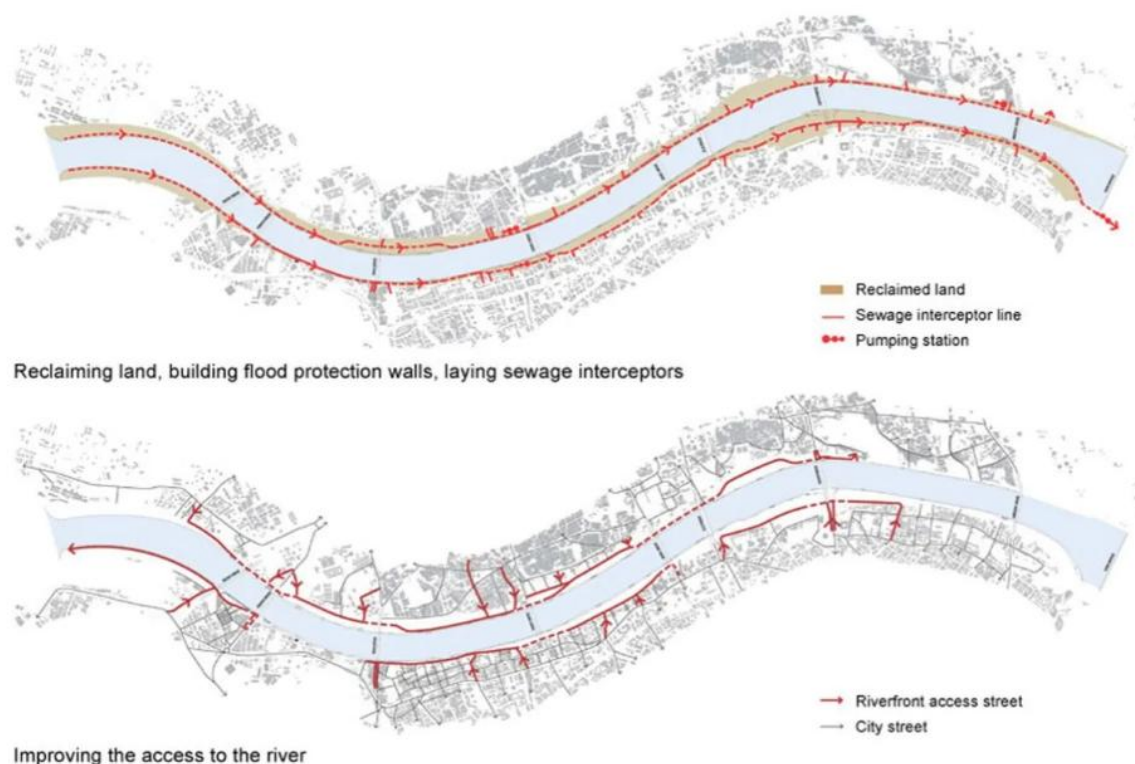 Reclaimed land
Sewage interceptor line
Pumping station
Reclaiming land, building flood protection walls, laying sewage interceptors
Riverfront access street
City street
Improving the access to the river